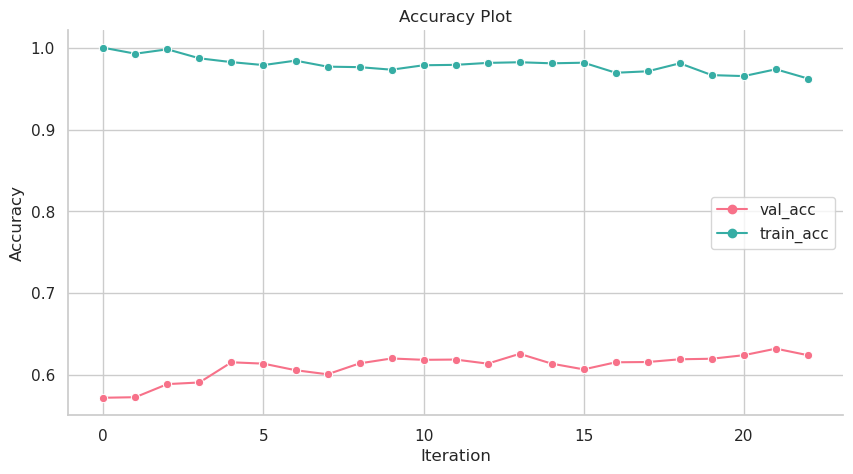 Accuracy Plot
1.0
0.9
0.8
0.7
0.6
Accuracy
val_acc
train_acc
0 5 10 15 20
Iteration